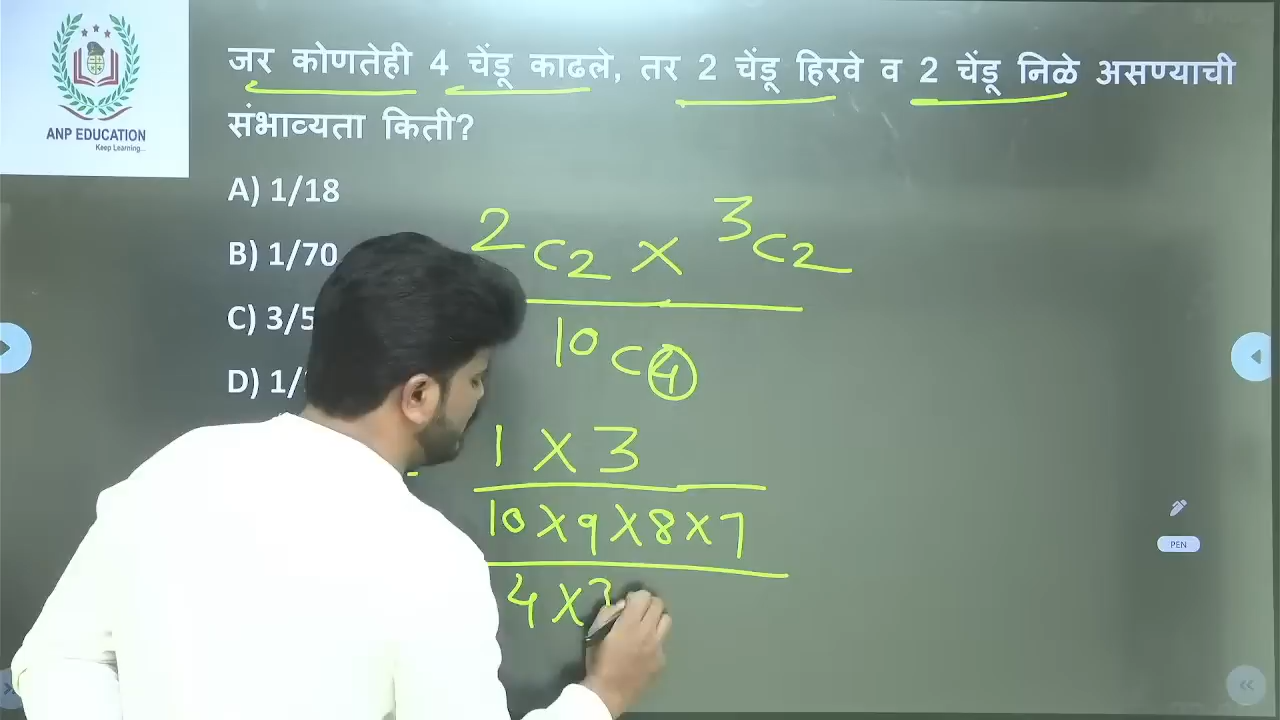 ANP EDUCATION
Keep Learning...
जर कोणतेही 4 चेंडू काढले, तर 2 चेंडू हिरवे व 2 चेंडू निळे असण्याची
संभाव्यता किती?
A) 1/18
B) 1/70
C) 3/5
D) 1/
2C2 × 3C2
10C4
= 1 × 3
10 × 9 × 8 × 7
4 × 3
PEN